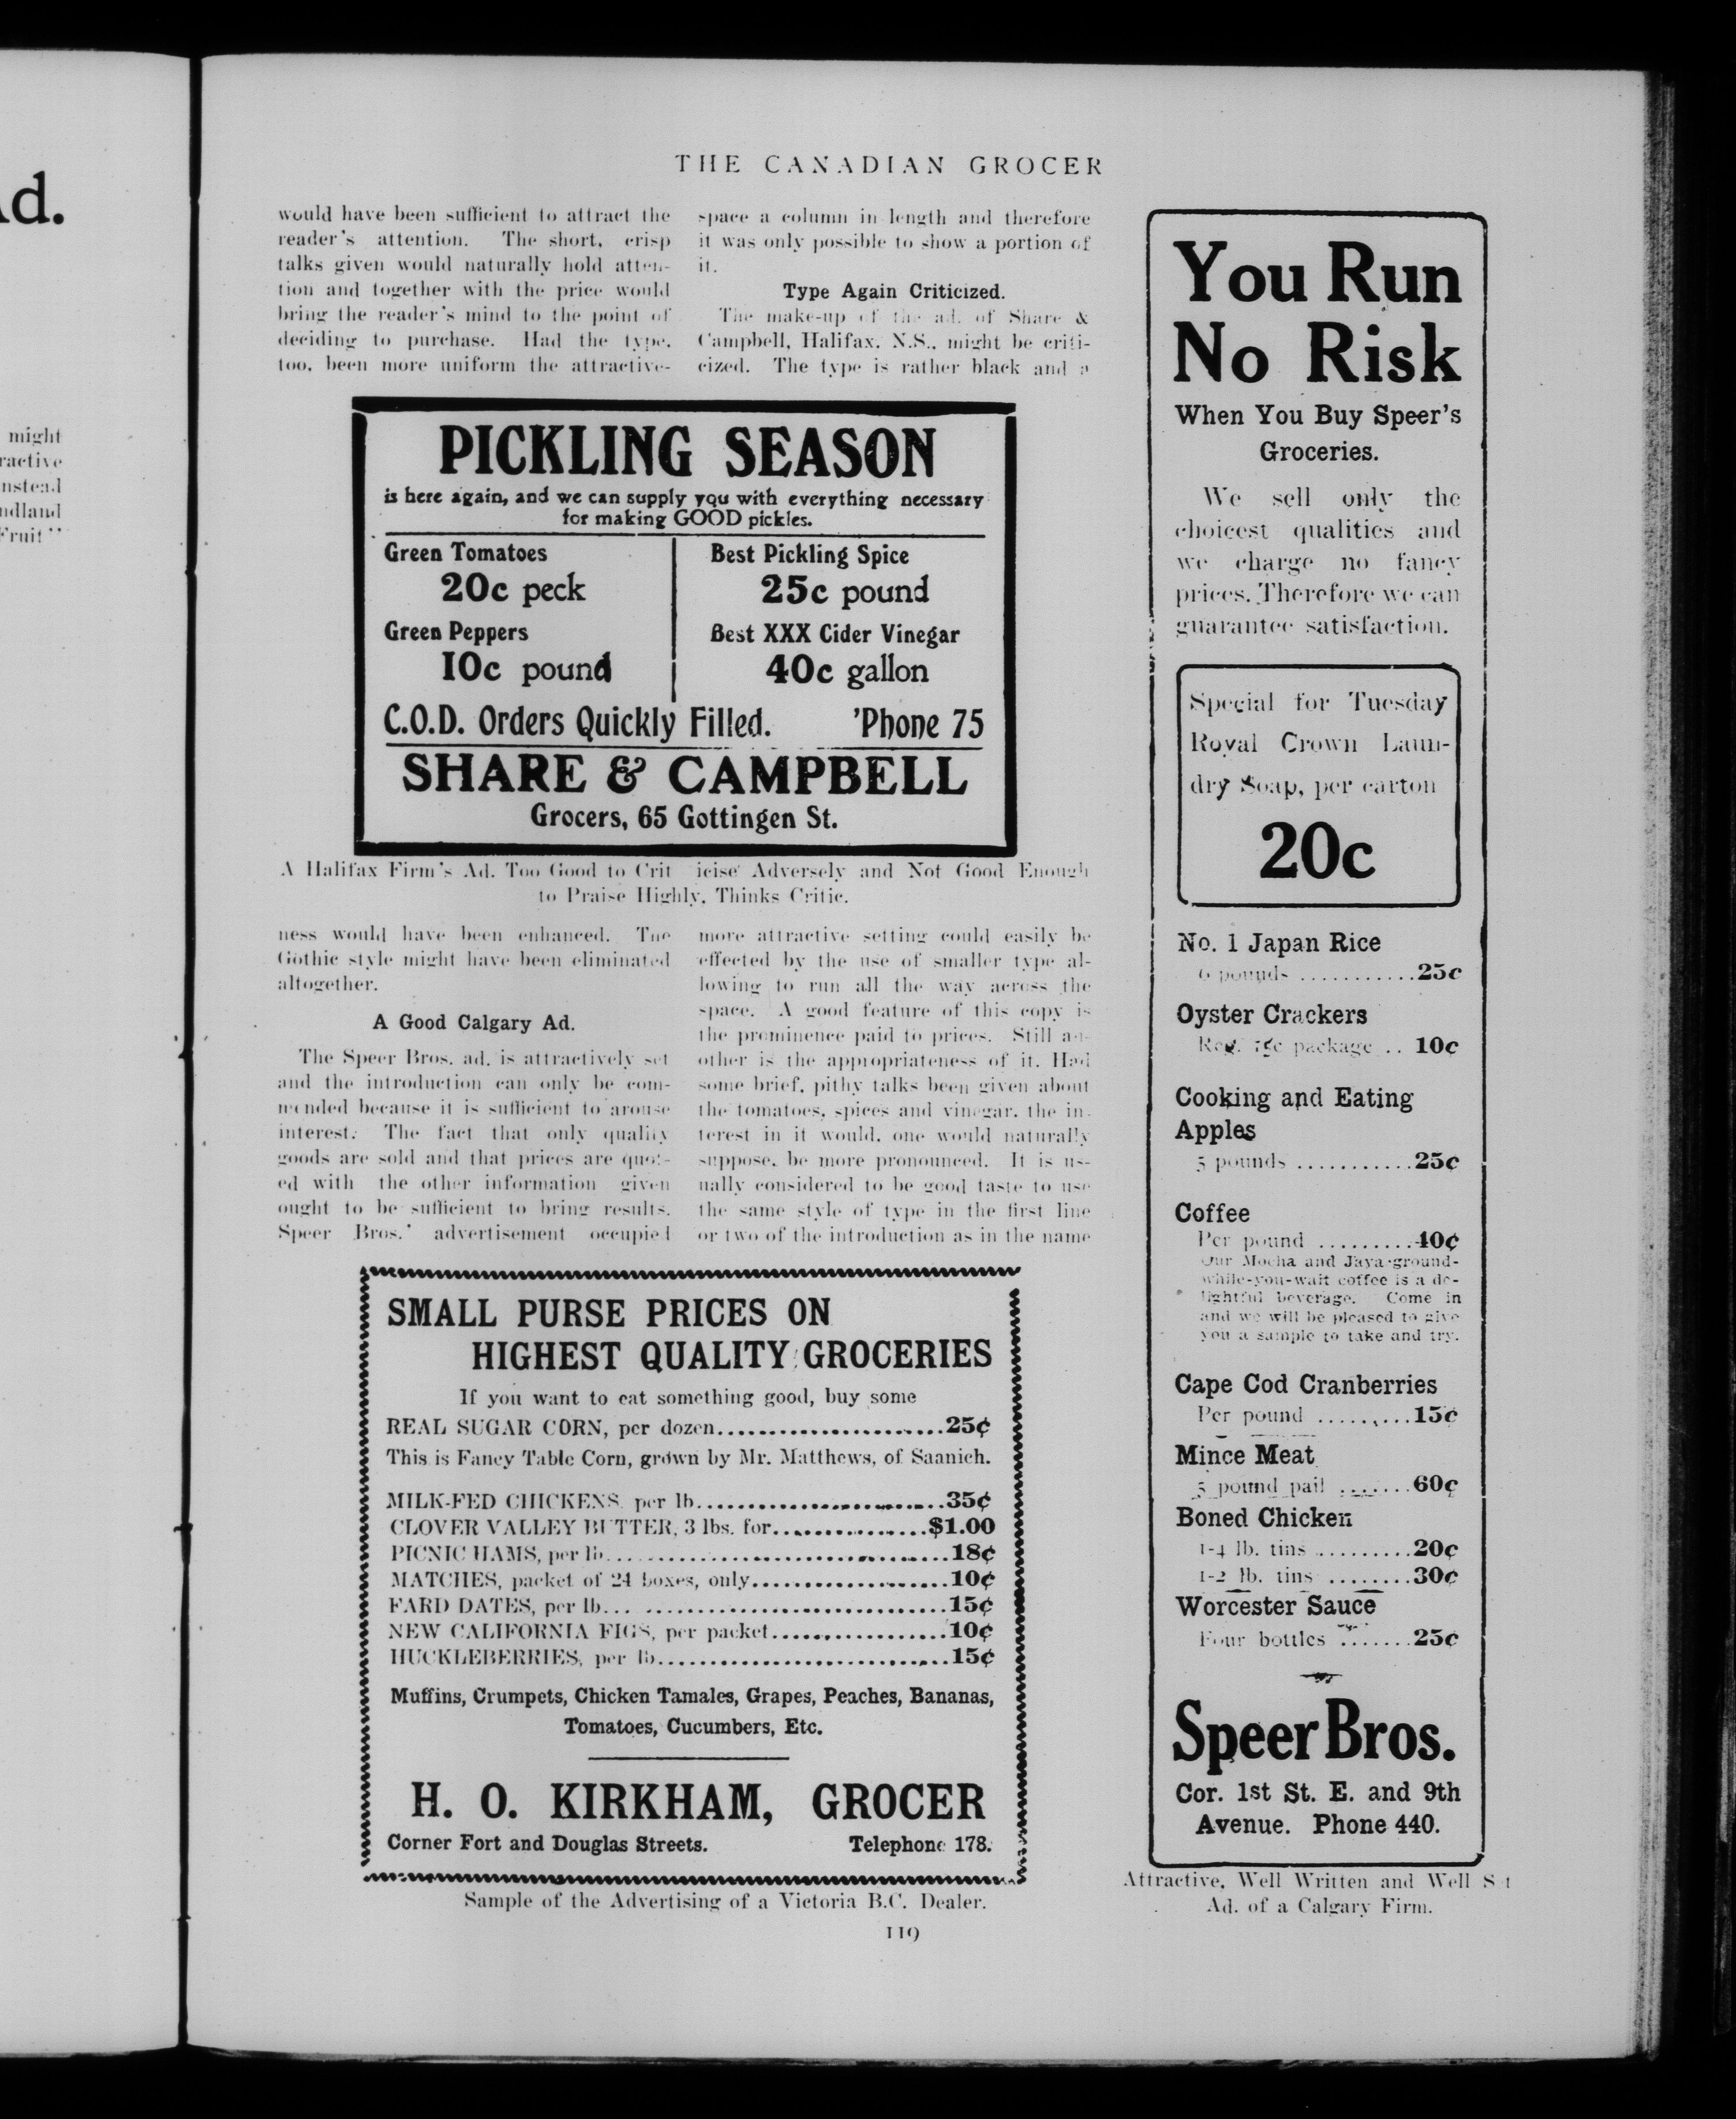 Ad.
might
ractive
nstead
ndland
Fruit"
THE CANADIAN GROCER
would have been sufficient to attract the
reader's attention. The short, crisp
talks given would naturally hold atten-
tion and together with the price would
bring the reader's mind to the point of
deciding to purchase. Had the type,
too, been more uniform the attractive-
space a column in length and therefore
it was only possible to show a portion of
it.
Type Again Criticized.
The make-up of the ad. of Share &
Campbell, Halifax, N.S., might be criti-
cized. The type is rather black and a
PICKLING SEASON
is here again, and we can supply you with everything necessary
for making GOOD pickles.
Green Tomatoes
20c peck
Green Peppers
10c pound
Best Pickling Spice
25c pound
Best XXX Cider Vinegar
40c gallon
C.O.D. Orders Quickly Filled. 'Phone 75
SHARE & CAMPBELL
Grocers, 65 Gottingen St.
A Halifax Firm's Ad. Too Good to Crit icise Adversely and Not Good Enough
to Praise Highly, Thinks Critic.
ness would have been enhanced. The
Gothic style might have been eliminated
altogether.
A Good Calgary Ad.
The Speer Bros. ad. is attractively set
and the introduction can only be com-
mended because it is sufficient to arouse
interest. The fact that only quality
goods are sold and that prices are quot-
ed with the other information given
ought to be sufficient to bring results.
Speer Bros.' advertisement occupied
more attractive setting could easily be
effected by the use of smaller type al-
lowing to run all the way across the
space. A good feature of this copy is
the prominence paid to prices. Still an-
other is the appropriateness of it. Had
some brief, pithy talks been given about
the tomatoes, spices and vinegar, the in-
terest in it would, one would naturally
suppose, be more pronounced. It is us-
ually considered to be good taste to use
the same style of type in the first line
or two of the introduction as in the name
SMALL PURSE PRICES ON
HIGHEST QUALITY GROCERIES
If you want to eat something good, buy some
REAL SUGAR CORN, per dozen.......................25¢
This is Fancy Table Corn, grown by Mr. Matthews, of Saanich.
MILK-FED CHICKENS, per lb.........................35¢
CLOVER VALLEY BUTTER, 3 lbs. for................$1.00
PICNIC HAMS, per lb..................................18¢
MATCHES, packet of 24 boxes, only....................10¢
FARD DATES, per lb... ..............................15¢
NEW CALIFORNIA FIGS, per packet..................10¢
HUCKLEBERRIES, per lb.............................15¢
Muffins, Crumpets, Chicken Tamales, Grapes, Peaches, Bananas,
Tomatoes, Cucumbers, Etc.
H. O. KIRKHAM, GROCER
Corner Fort and Douglas Streets. Telephone 178.
Sample of the Advertising of a Victoria B.C. Dealer.
119
You Run
No Risk
When You Buy Speer's
Groceries.
We sell only the
choicest qualities and
we charge no fancy
prices. Therefore we can
guarantee satisfaction.
Special for Tuesday
Royal Crown Laun-
dry Soap, per carton
20c
No. 1 Japan Rice
6 pounds ...........25c
Oyster Crackers
Reg. 15c package .. 10c
Cooking and Eating
Apples
5 pounds ...........25c
Coffee
Per pound .........40¢
Our Mocha and Java ground-
while-you-wait coffee is a de-
lightful beverage. Come in
and we will be pleased to give
you a sample to take and try.
Cape Cod Cranberries
Per pound .........15c
Mince Meat
5 pound pail .......60c
Boned Chicken
1-4 lb. tins .........20c
1-2 lb. tins ........30c
Worcester Sauce
Four bottles .......25c
Speer Bros.
Cor. 1st St. E. and 9th
Avenue. Phone 440.
Attractive, Well Written and Well Set
Ad. of a Calgary Firm.